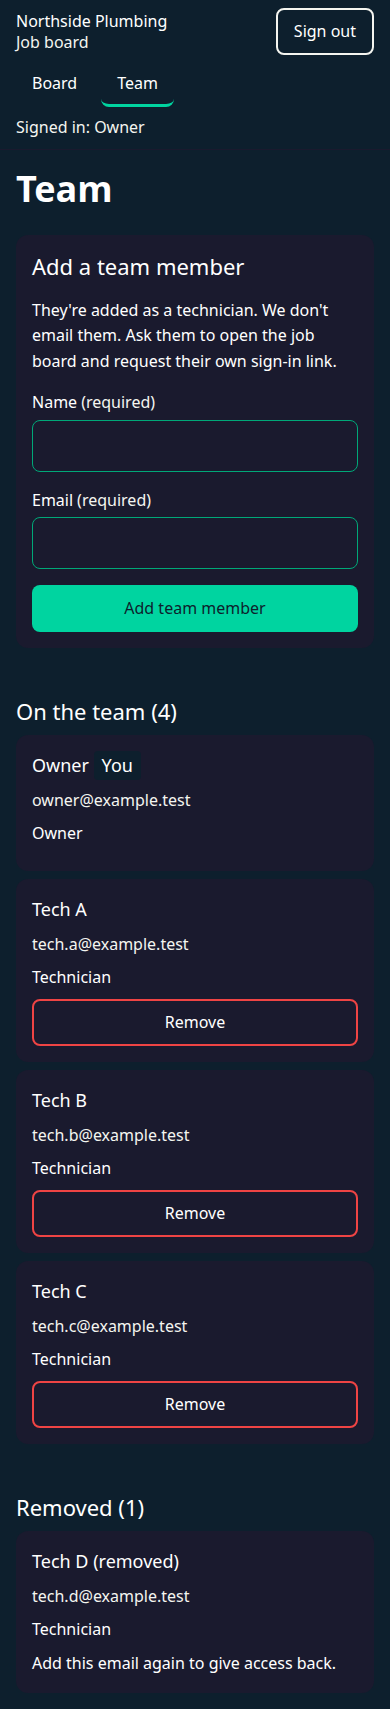 Northside Plumbing
Job board
Sign out
Board
Team
Signed in: Owner
Team
Add a team member
They're added as a technician. We don't
email them. Ask them to open the job
board and request their own sign-in link.
Name (required)
Email (required)
Add team member
On the team (4)
Owner You
owner@example.test
Owner
Tech A
tech.a@example.test
Technician
Remove
Tech B
tech.b@example.test
Technician
Remove
Tech C
tech.c@example.test
Technician
Remove
Removed (1)
Tech D (removed)
tech.d@example.test
Technician
Add this email again to give access back.